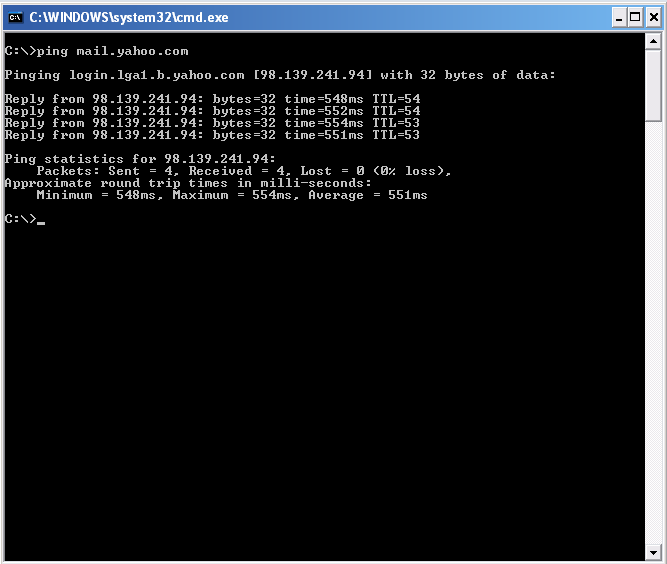 C:\WINDOWS\system32\cmd.exe
C:\>ping mail.yahoo.com
Pinging login.lga1.b.yahoo.com [98.139.241.94] with 32 bytes of data:
Reply from 98.139.241.94: bytes=32 time=548ms TTL=54
Reply from 98.139.241.94: bytes=32 time=552ms TTL=54
Reply from 98.139.241.94: bytes=32 time=554ms TTL=53
Reply from 98.139.241.94: bytes=32 time=551ms TTL=53
Ping statistics for 98.139.241.94:
    Packets: Sent = 4, Received = 4, Lost = 0 (0% loss),
Approximate round trip times in milli-seconds:
    Minimum = 548ms, Maximum = 554ms, Average = 551ms
C:\>_